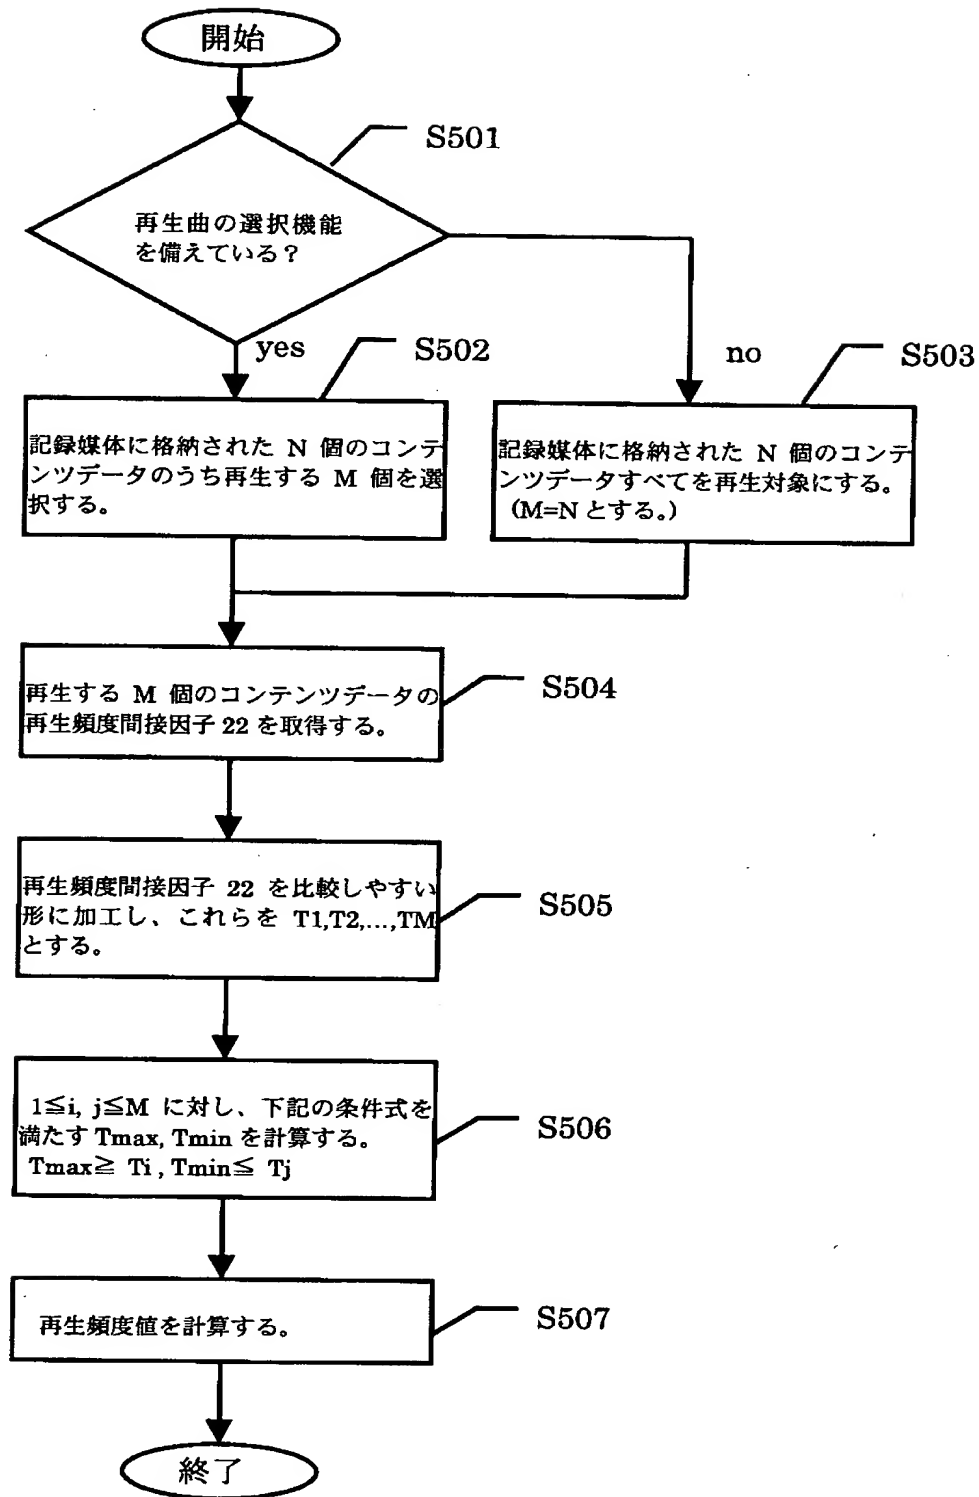 開始
S501
再生曲の選択機能
を備えている？
yes
S502
no
S503
記録媒体に格納された N 個のコンテ
ンツデータのうち再生する M 個を選
択する。
記録媒体に格納された N 個のコンテ
ンツデータすべてを再生対象にする。
(M=N とする。)
再生する M 個のコンテンツデータの
再生頻度間接因子 22 を取得する。
S504
再生頻度間接因子 22 を比較しやすい
形に加工し、これらを T1,T2,...,TM
とする。
S505
1≦i, j≦M に対し、下記の条件式を
満たす Tmax, Tmin を計算する。
Tmax≧ Ti , Tmin≦ Tj
S506
再生頻度値を計算する。
S507
終了